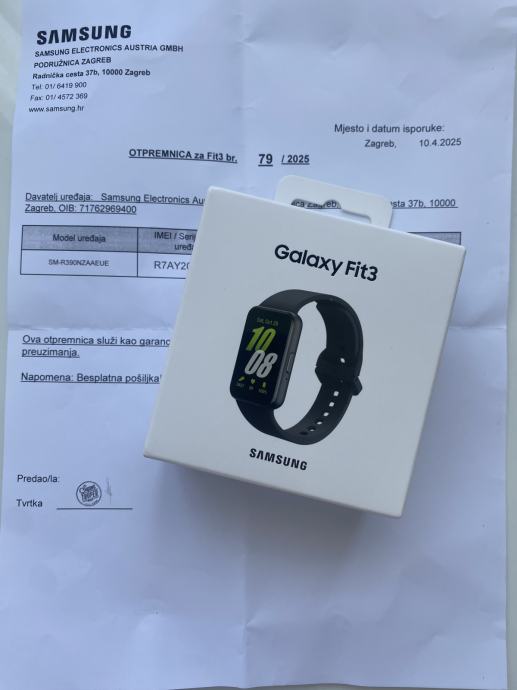 SAMSUNG
SAMSUNG ELECTRONICS AUSTRIA GMBH
PODRUŽNICA ZAGREB
Radnička cesta 37b, 10000 Zagreb
Tel: 01/ 6419 900
Fax: 01/ 4572 369
www.samsung.hr
Mjesto i datum isporuke:
Zagreb, 10.4.2025
OTPREMNICA za Fit3 br. 79 / 2025
Davatelj uređaja: Samsung Electronics Au
Zagreb, esta 37b, 10000
Zagreb, OIB: 71762969400
Model uređaja
IMEI / Serij
uređa
SM-R390NZAAEUE
R7AY2
Ova otpremnica služi kao garanc
preuzimanja.
Napomena: Besplatna pošiljka!
Predao/la:
Tvrtka
Galaxy Fit3
10
08
SAMSUNG